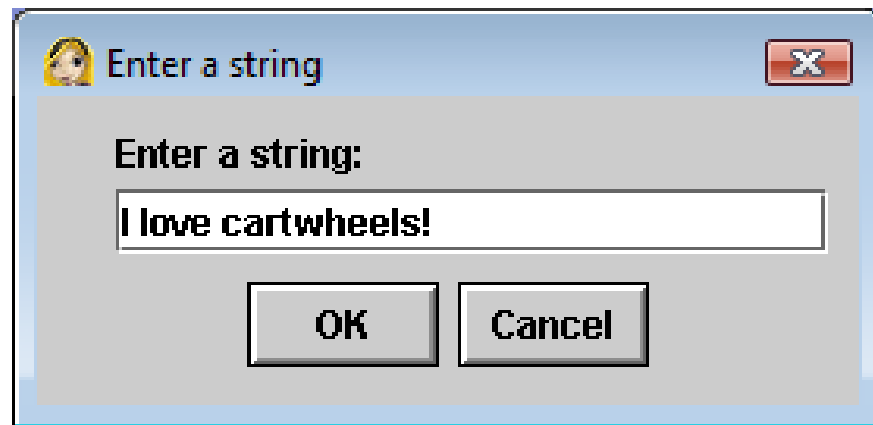 Enter a string
Enter a string:
I love cartwheels!
OK Cancel